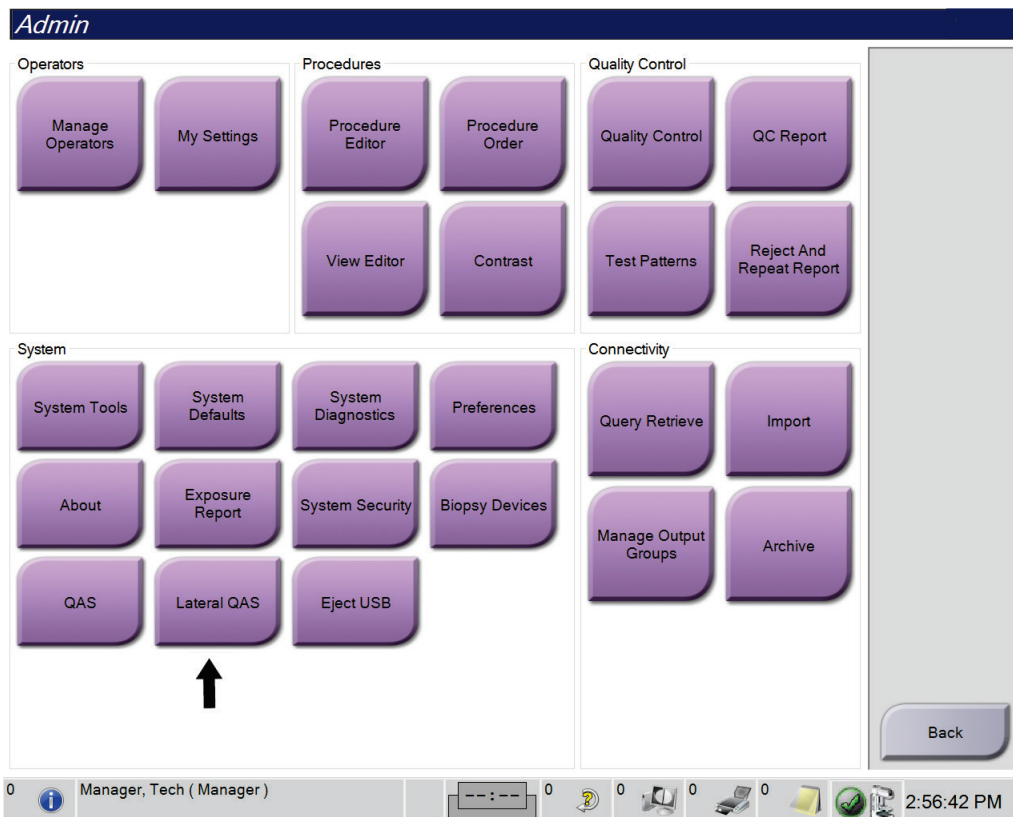 Admin
Operators
Manage
Operators
My Settings
Procedures
Procedure
Editor
Procedure
Order
View Editor
Contrast
Quality Control
Quality Control
QC Report
Test Patterns
Reject And
Repeat Report
System
System Tools
System
Defaults
System
Diagnostics
Preferences
About
Exposure
Report
System Security
Biopsy Devices
QAS
Lateral QAS
Eject USB
Connectivity
Query Retrieve
Import
Manage Output
Groups
Archive
Back
0
Manager, Tech ( Manager )
--:--
0
0
0
0
2:56:42 PM